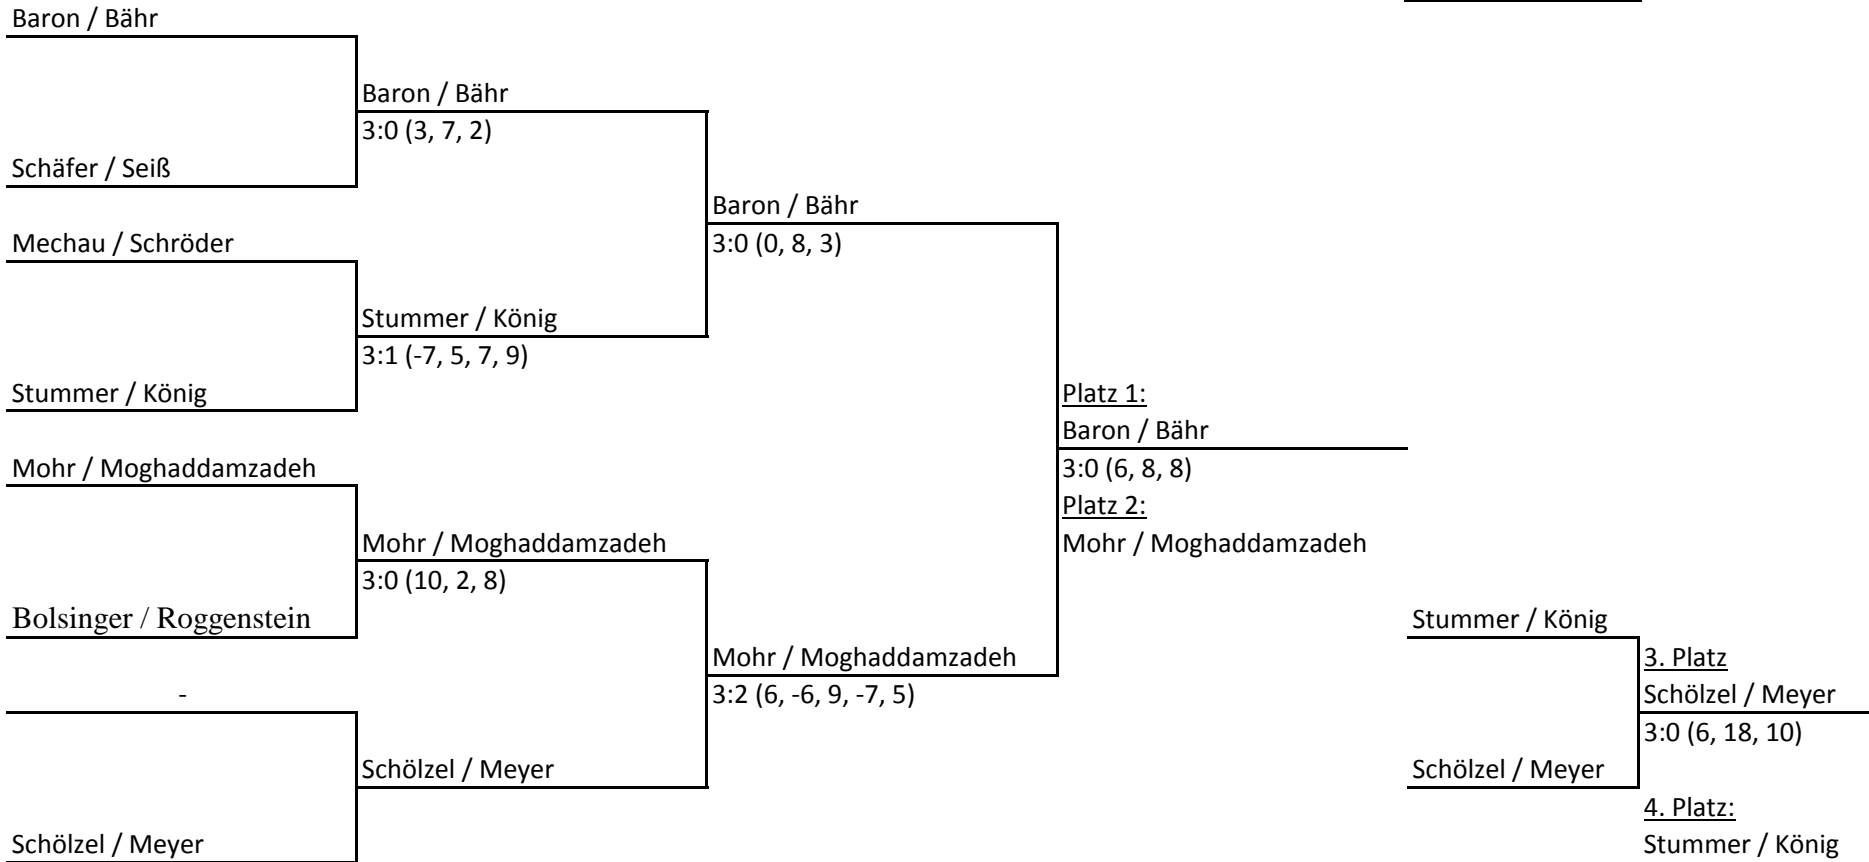 Baron / Bähr
Baron / Bähr
3:0 (3, 7, 2)
Schäfer / Seiß
Baron / Bähr
Mechau / Schröder
3:0 (0, 8, 3)
Stummer / König
3:1 (-7, 5, 7, 9)
Stummer / König
Platz 1:
Baron / Bähr
Mohr / Moghaddamzadeh
3:0 (6, 8, 8)
Platz 2:
Mohr / Moghaddamzadeh
Mohr / Moghaddamzadeh
3:0 (10, 2, 8)
Bolsinger / Roggenstein
Stummer / König
Mohr / Moghaddamzadeh
3. Platz
-
3:2 (6, -6, 9, -7, 5)
Schölzel / Meyer
3:0 (6, 18, 10)
Schölzel / Meyer
Schölzel / Meyer
4. Platz:
Schölzel / Meyer
Stummer / König